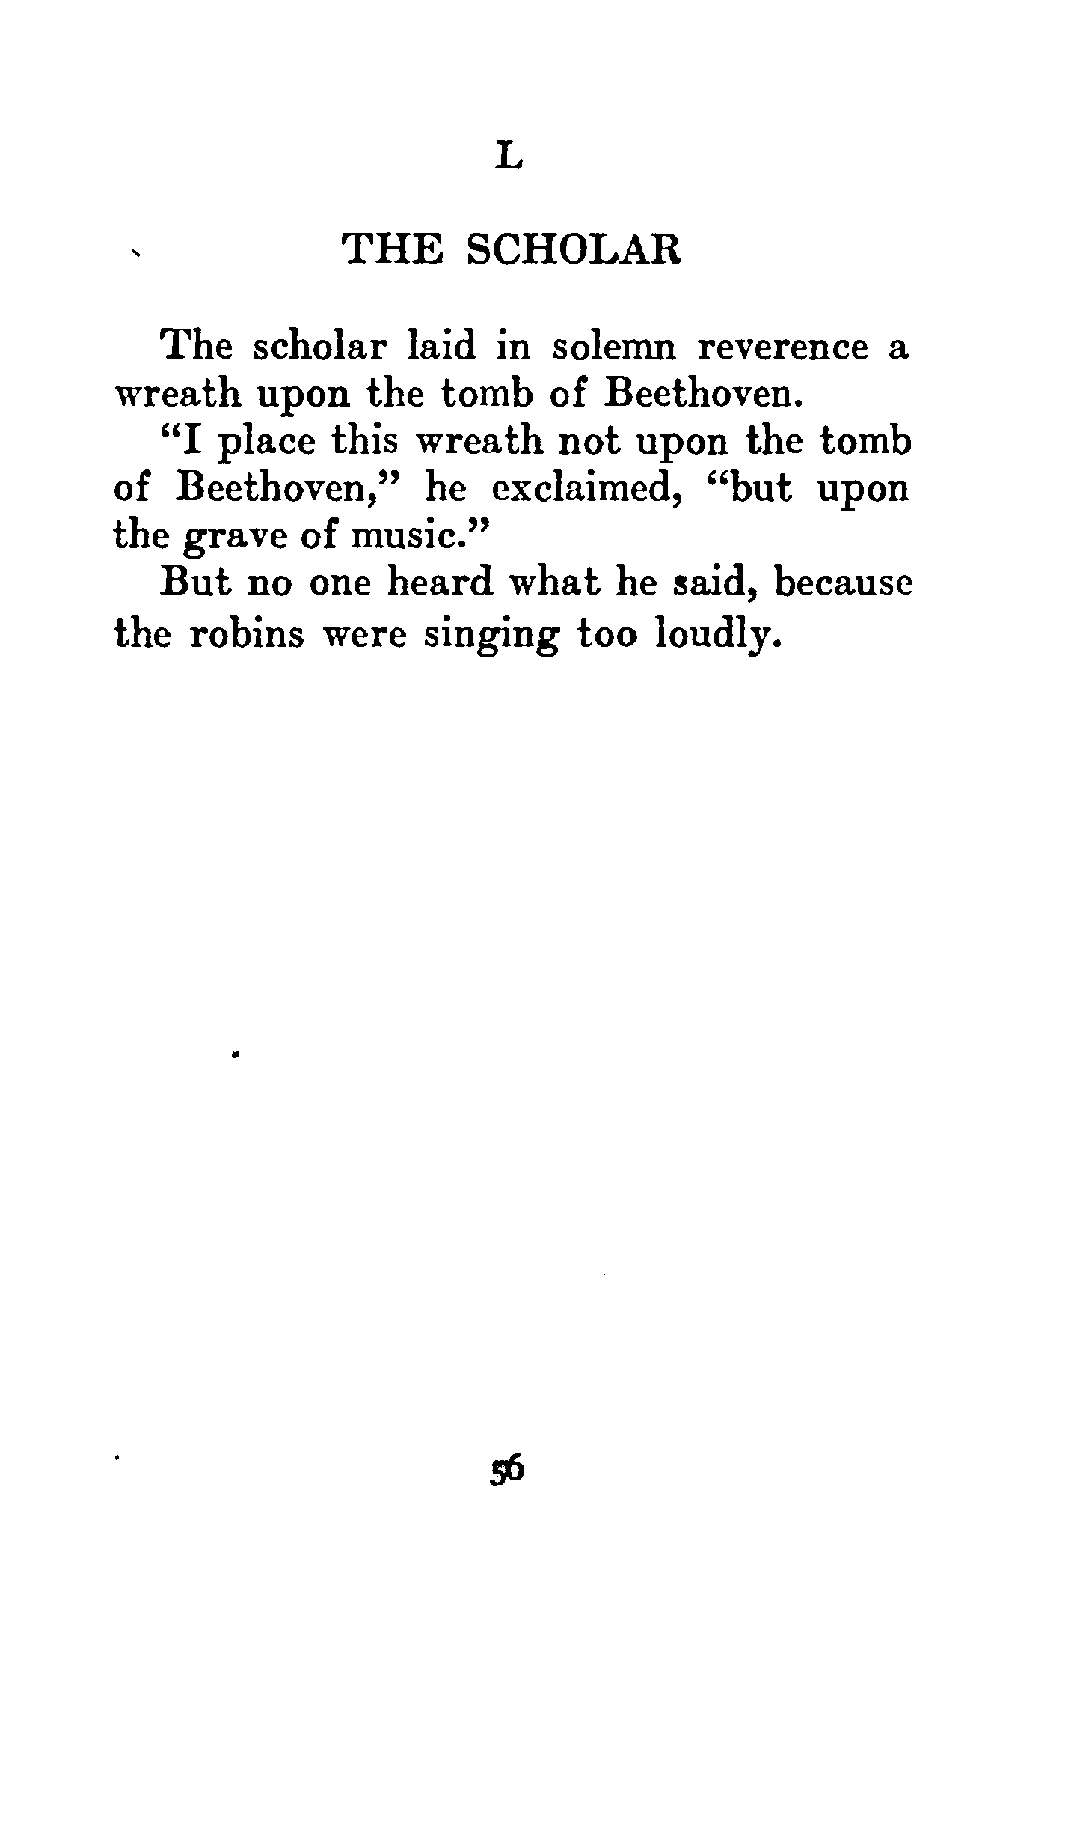 L
THE SCHOLAR
The scholar laid in solemn reverence a
wreath upon the tomb of Beethoven.
“I place this wreath not upon the tomb
of Beethoven,” he exclaimed, “but upon
the grave of music.”
But no one heard what he said, because
the robins were singing too loudly.
56